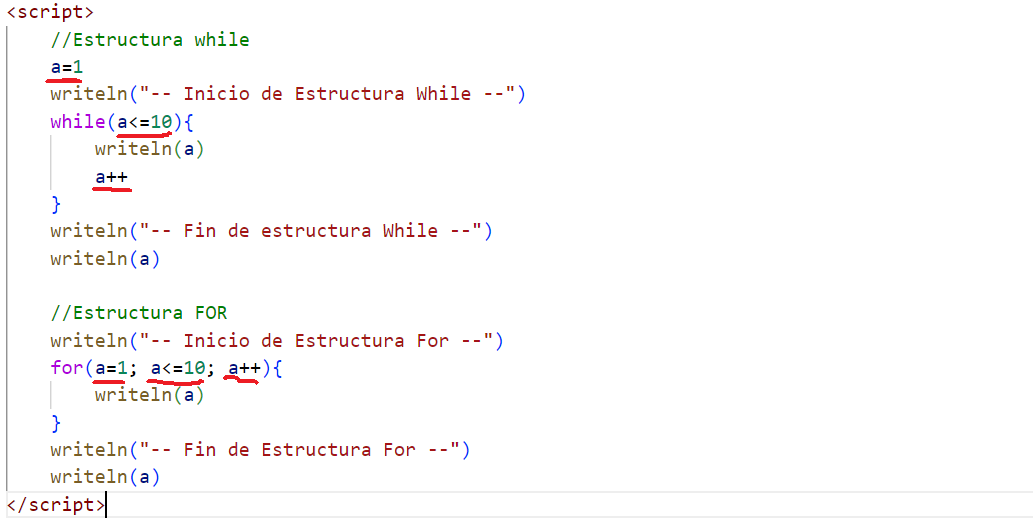 <script>
//Estructura while
a=1
writeln("-- Inicio de Estructura While --")
while(a<=10){
writeln(a)
a++
}
writeln("-- Fin de estructura While --")
writeln(a)
//Estructura FOR
writeln("-- Inicio de Estructura For --")
for(a=1; a<=10; a++){
writeln(a)
}
writeln("-- Fin de Estructura For --")
writeln(a)
</script>